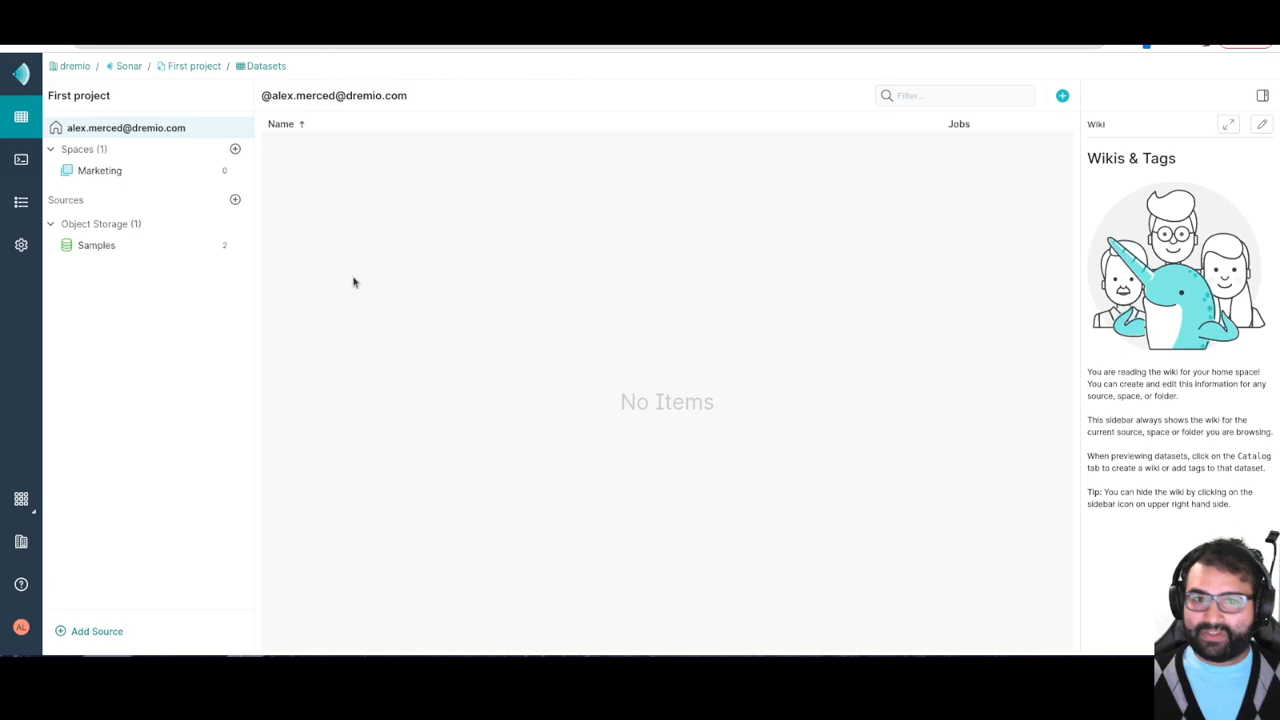 dremio / Sonar / First project / Datasets
First project
alex.merced@dremio.com
Spaces (1)
Marketing 0
Sources
Object Storage (1)
Samples 2
Add Source
AL
@alex.merced@dremio.com
Filter...
Name ↑ Jobs
No Items
Wiki
Wikis & Tags
You are reading the wiki for your home space!
You can create and edit this information for any
source, space, or folder.
This sidebar always shows the wiki for the
current source, space or folder you are browsing.
When previewing datasets, click on the Catalog
tab to create a wiki or add tags to that dataset.
Tip: You can hide the wiki by clicking on the
sidebar icon on upper right hand side.